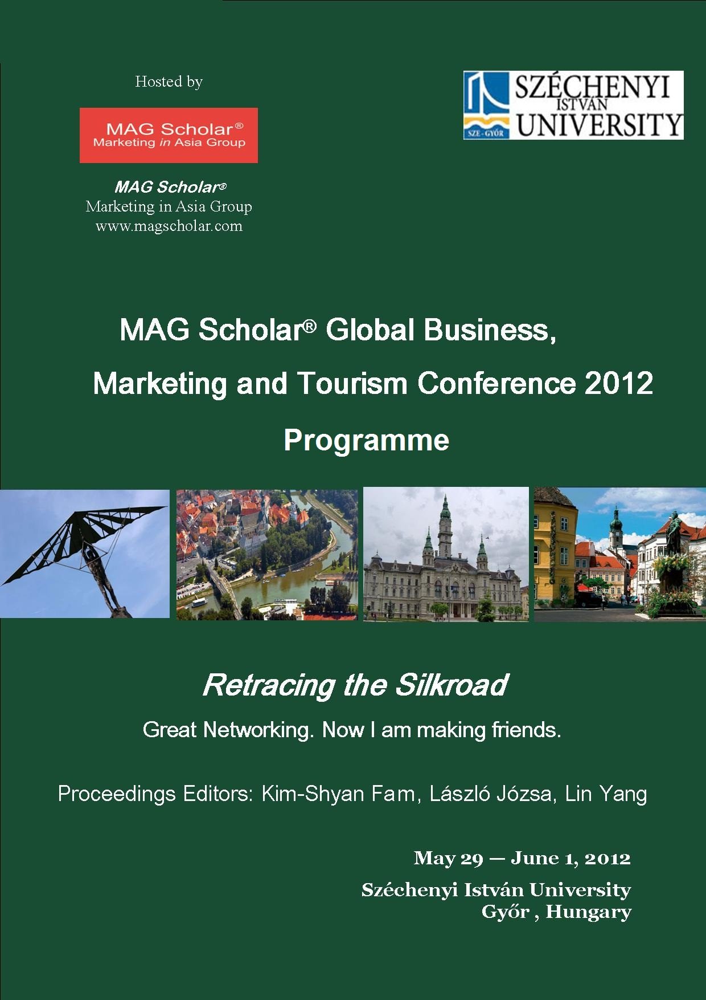 Hosted by
MAG Scholar®
Marketing in Asia Group
MAG Scholar®
Marketing in Asia Group
www.magscholar.com
SZÉCHENYI
ISTVÁN
UNIVERSITY
SZE - GYŐR
MAG Scholar® Global Business,
Marketing and Tourism Conference 2012
Programme
Retracing the Silkroad
Great Networking. Now I am making friends.
Proceedings Editors: Kim-Shyan Fam, László Józsa, Lin Yang
May 29 — June 1, 2012
Széchenyi István University
Győr , Hungary